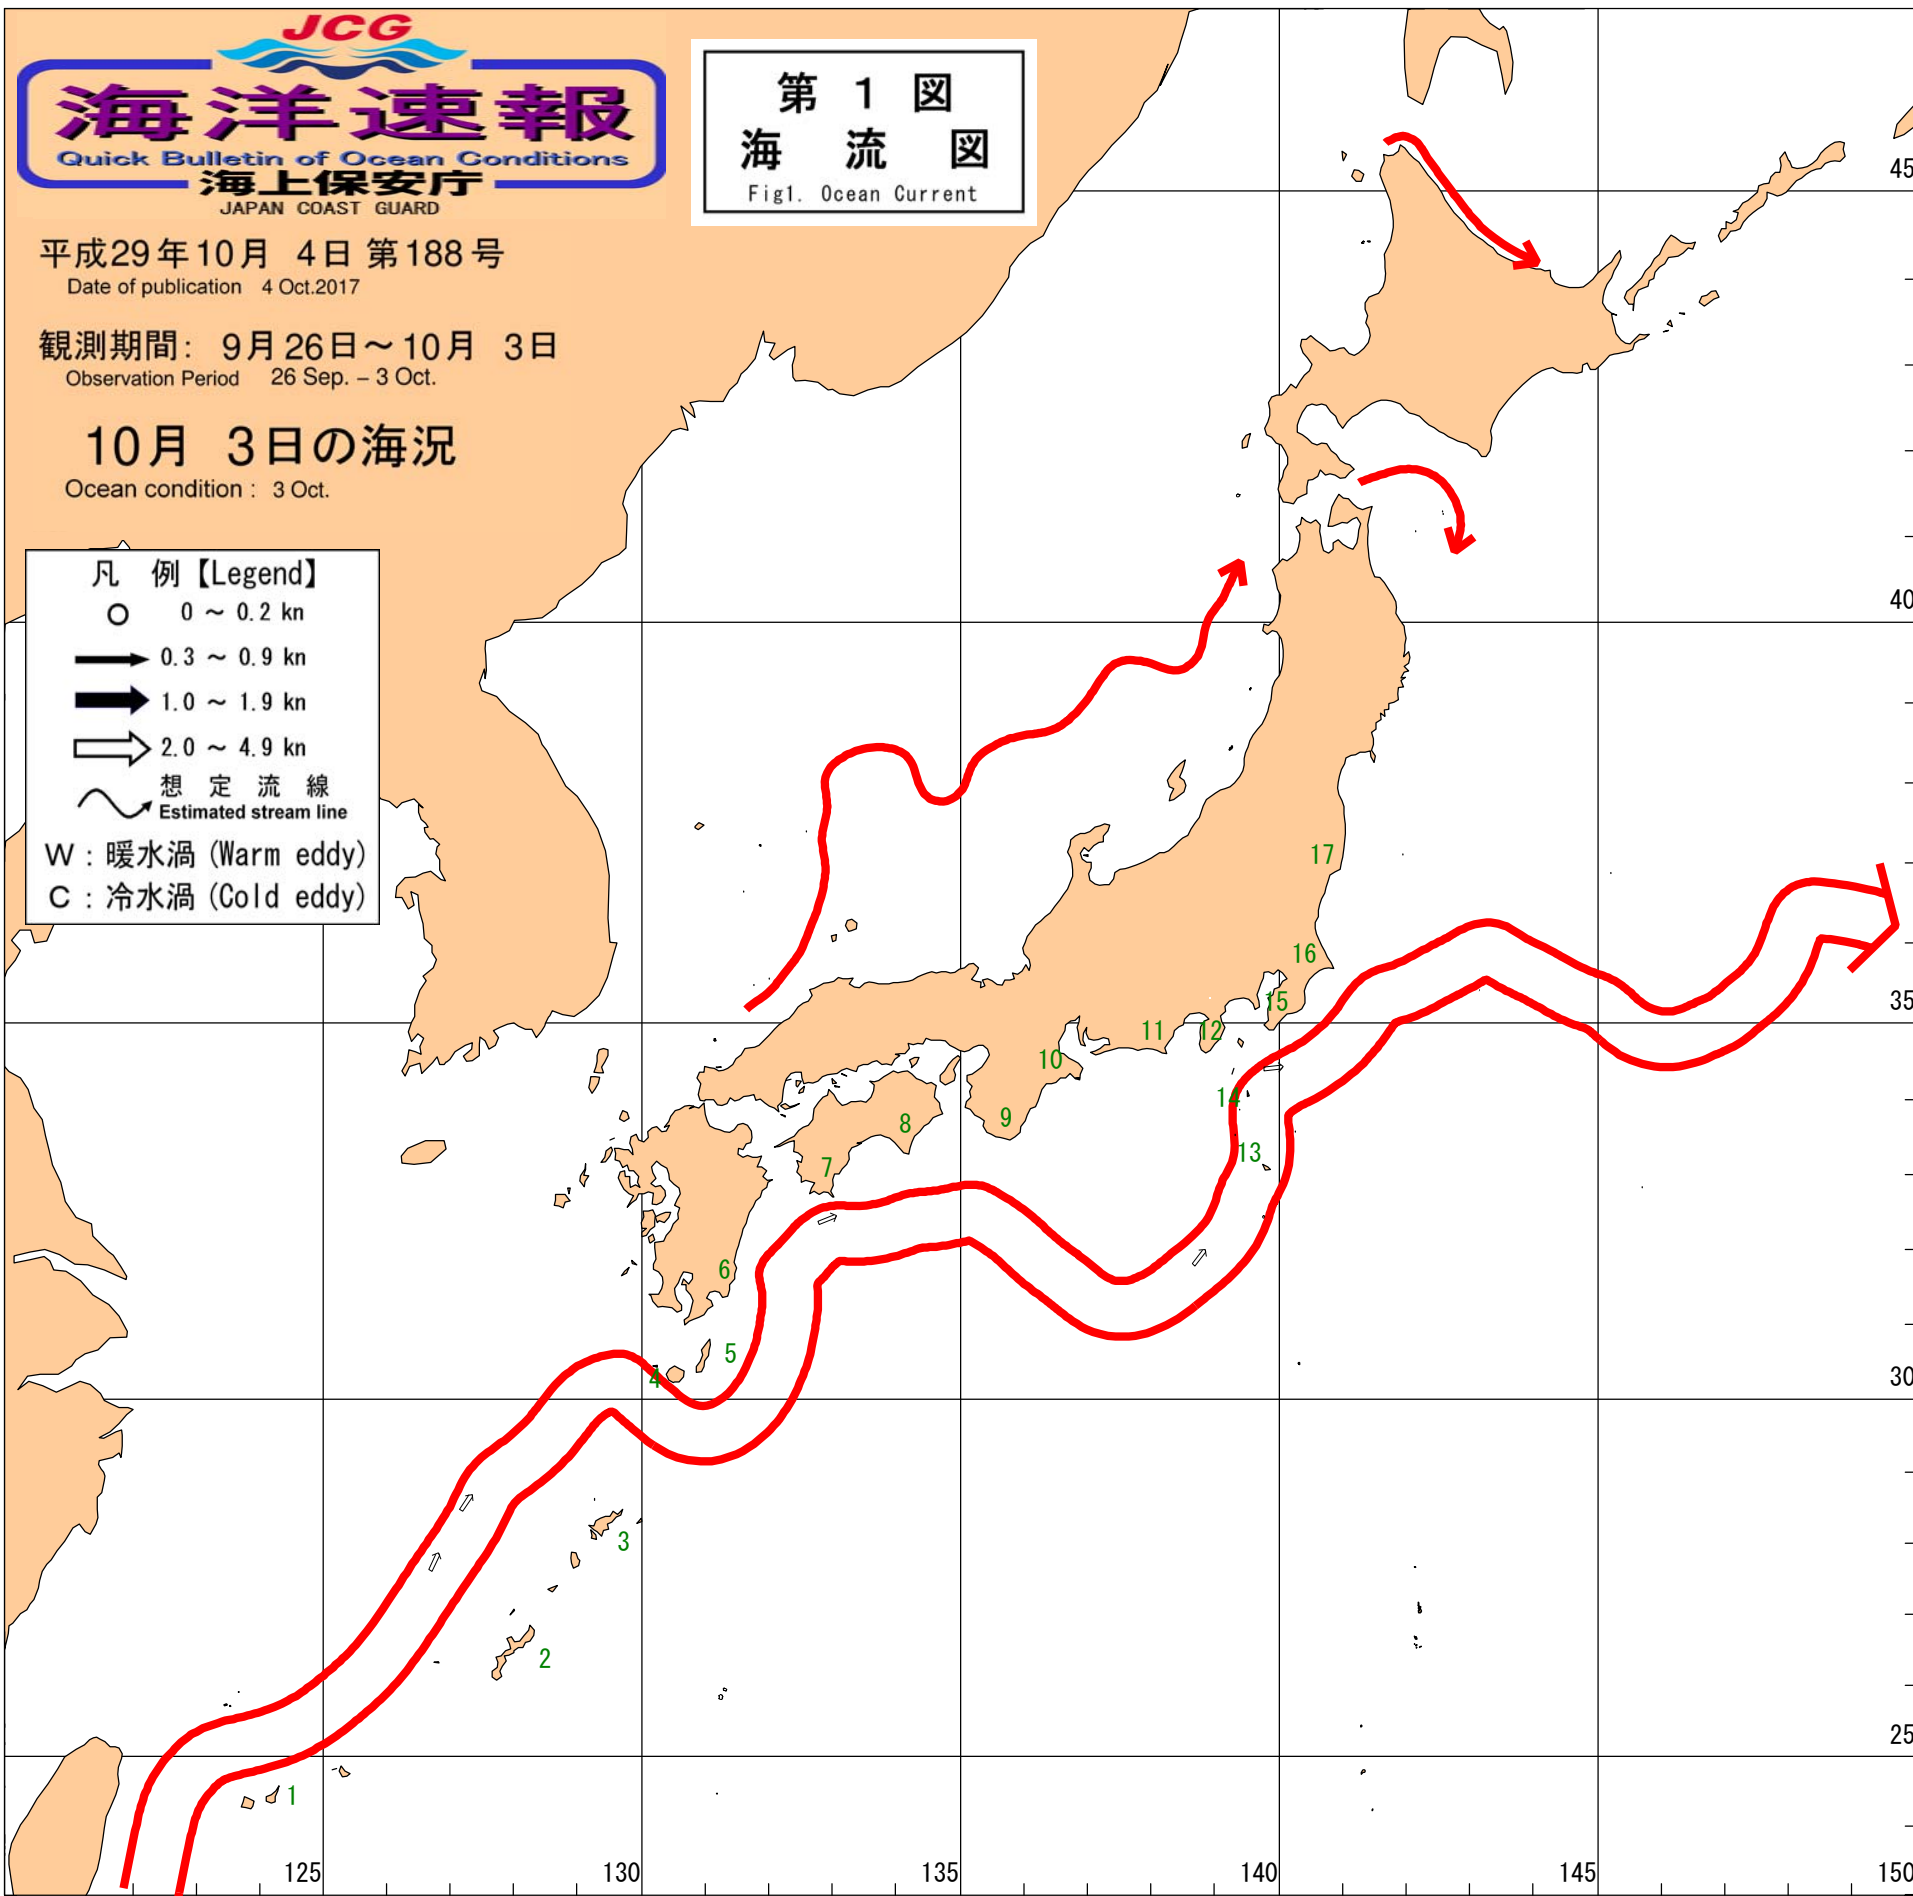 JCG
海洋速報
Quick Bulletin of Ocean Conditions
海上保安庁
JAPAN COAST GUARD
第 1 図
海 流 図
Fig1. Ocean Current
平成29年10月 4日 第188号
Date of publication 4 Oct.2017
観測期間: 9月26日～10月 3日
Observation Period 26 Sep. – 3 Oct.
10月 3日の海況
Ocean condition : 3 Oct.
凡 例【Legend】
0 ～ 0.2 kn
0.3 ～ 0.9 kn
1.0 ～ 1.9 kn
2.0 ～ 4.9 kn
想 定 流 線
Estimated stream line
W : 暖水渦 (Warm eddy)
C : 冷水渦 (Cold eddy)
45
40
17
16
35
15
12
11
10
14
9
8
13
7
6
5
4
30
3
2
25
1
125
130
135
140
145
150